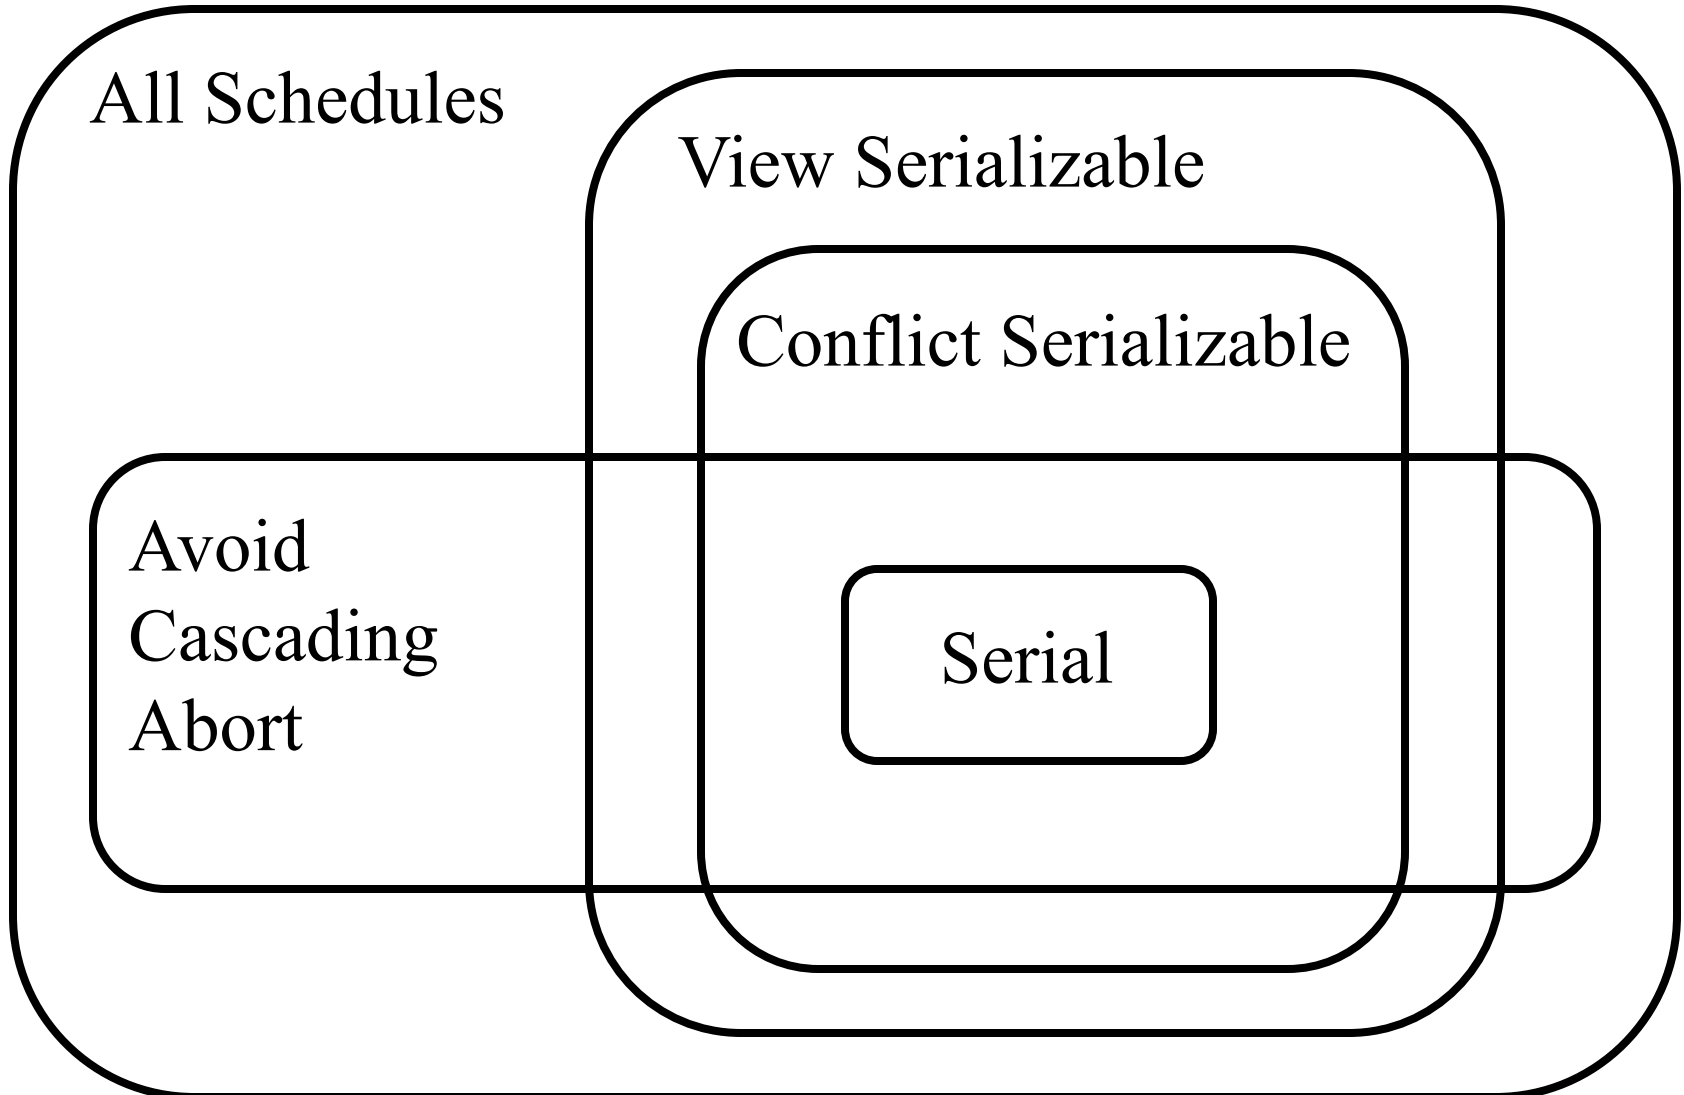 All Schedules
View Serializable
Conflict Serializable
Avoid
Cascading
Abort
Serial